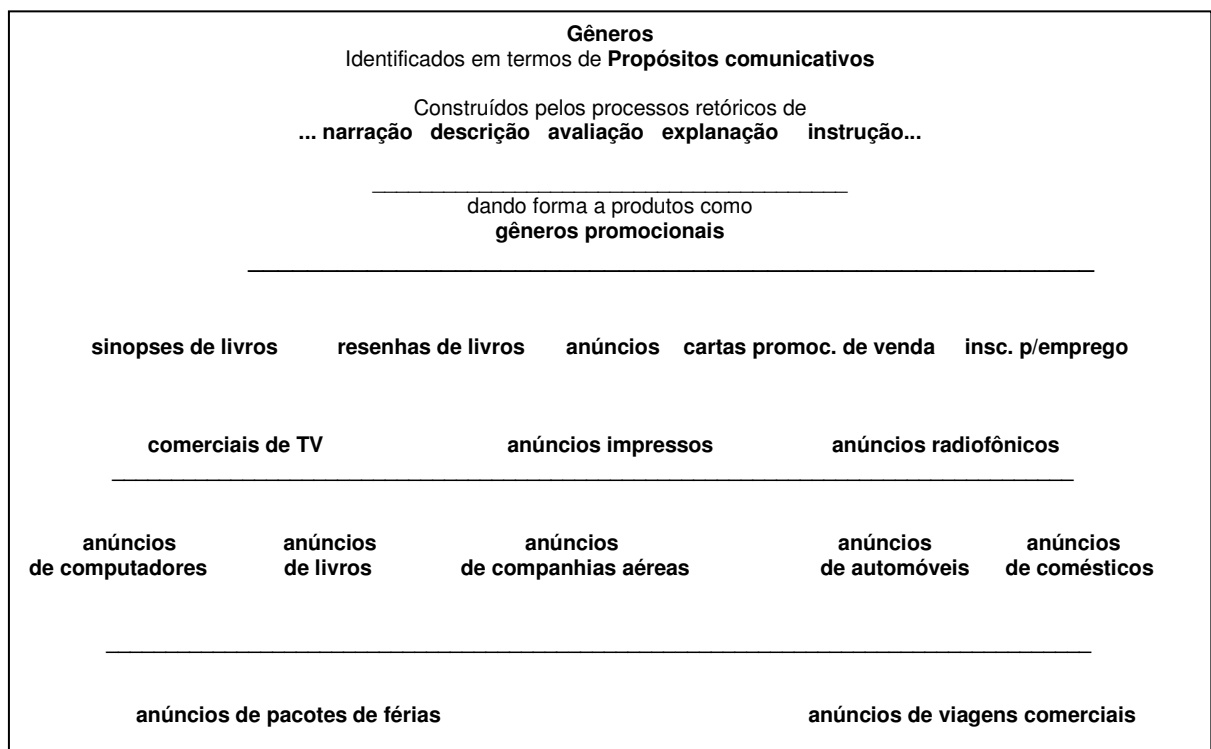 Gêneros
Identificados em termos de Propósitos comunicativos
Construídos pelos processos retóricos de
... narração descrição avaliação explanação instrução...
dando forma a produtos como
gêneros promocionais
sinopses de livros resenhas de livros anúncios cartas promoc. de venda insc. p/emprego
comerciais de TV anúncios impressos anúncios radiofônicos
anúncios anúncios anúncios anúncios anúncios
de computadores de livros de companhias aéreas de automóveis de comésticos
anúncios de pacotes de férias anúncios de viagens comerciais